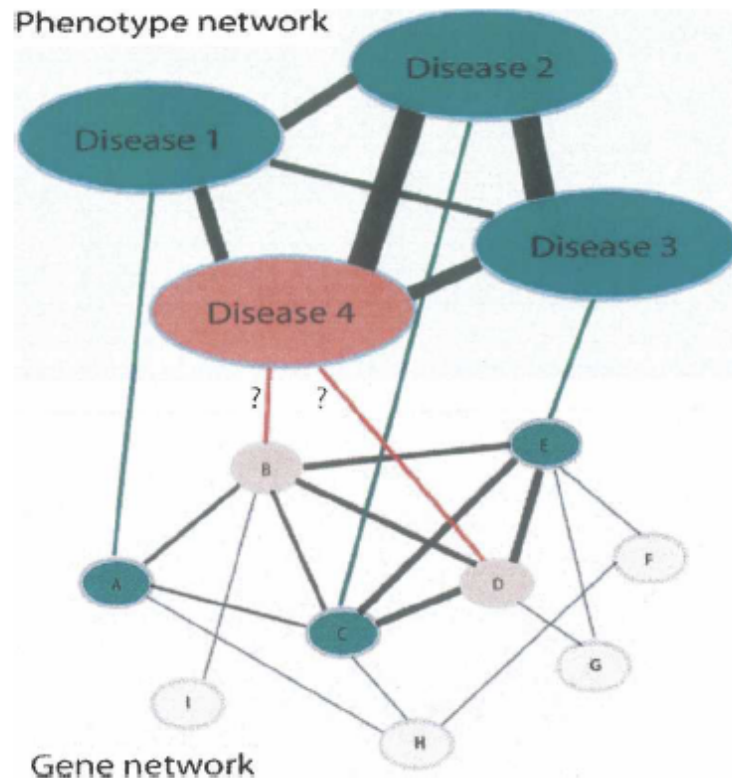 Phenotype network
Disease 2
Disease 1
Disease 3
Disease 4
? ?
E
B
F
A
D
C
G
I
H
Gene network